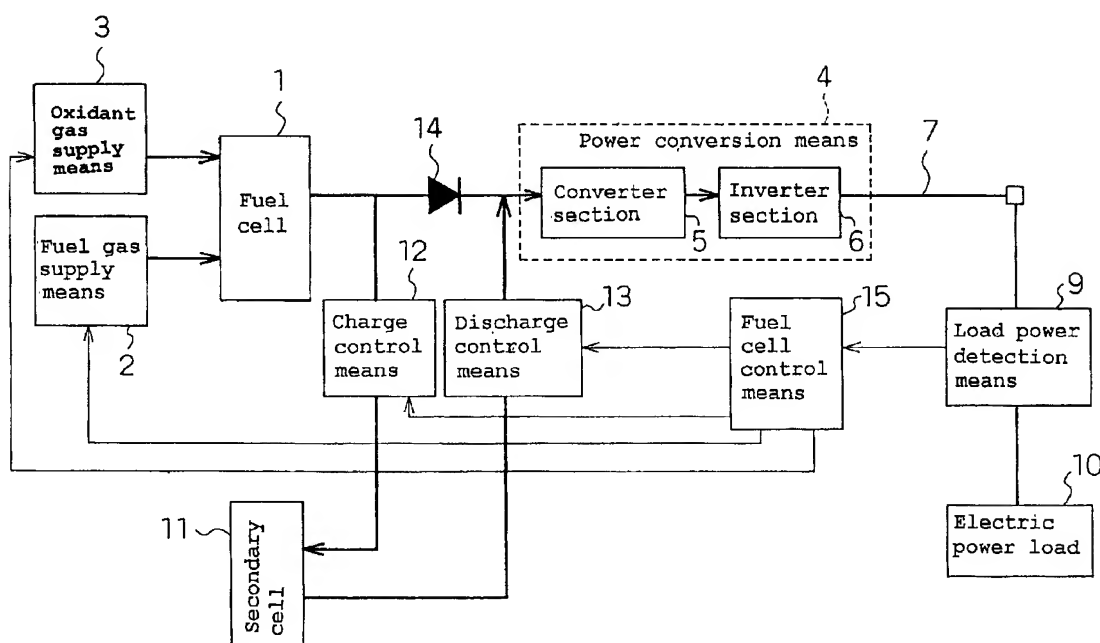 3
Oxidant
gas
supply
means
1
Fuel
cell
14
4
Power conversion means
Converter
section
5
Inverter
section
6
7
Fuel gas
supply
means
2
12
Charge
control
means
13
Discharge
control
means
15
Fuel
cell
control
means
9
Load power
detection
means
11
Secondary
cell
10
Electric
power load